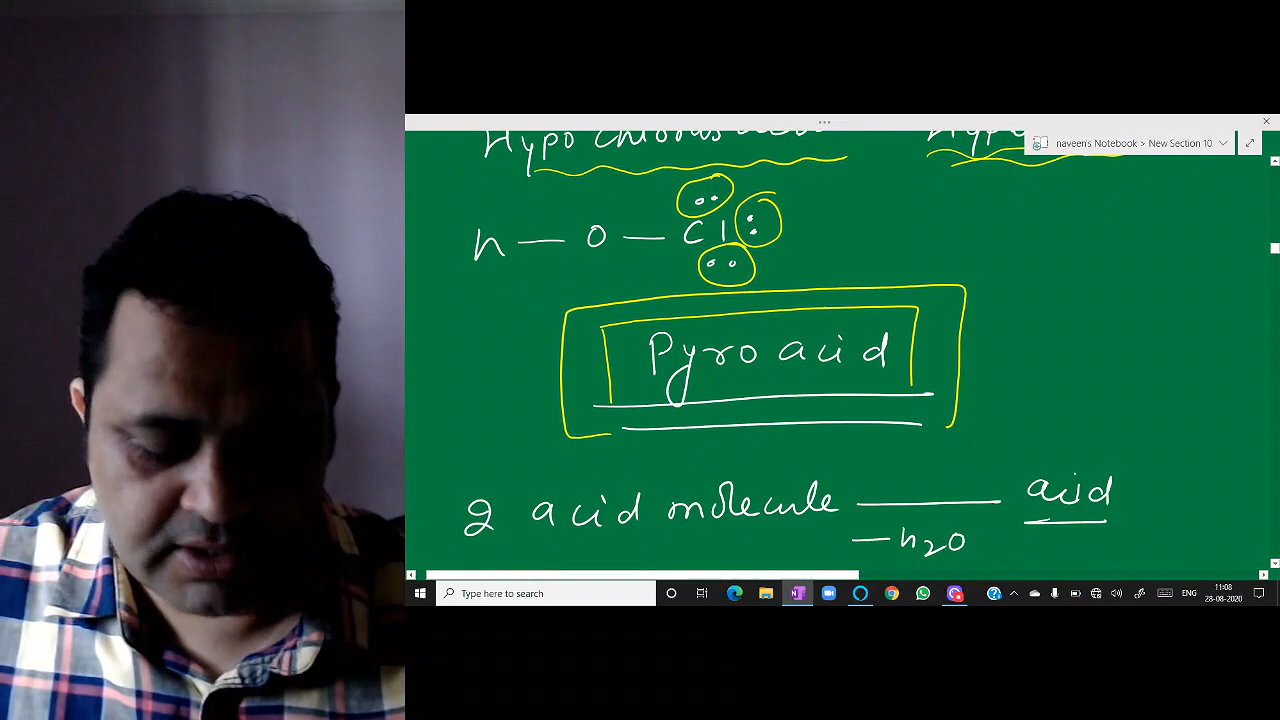 Hypo chlorous acid
naveen's Notebook > New Section 10
h — O — Cl
Pyro acid
2 acid molecule acid
— h2O
Type here to search
ENG
11:08
28-08-2020